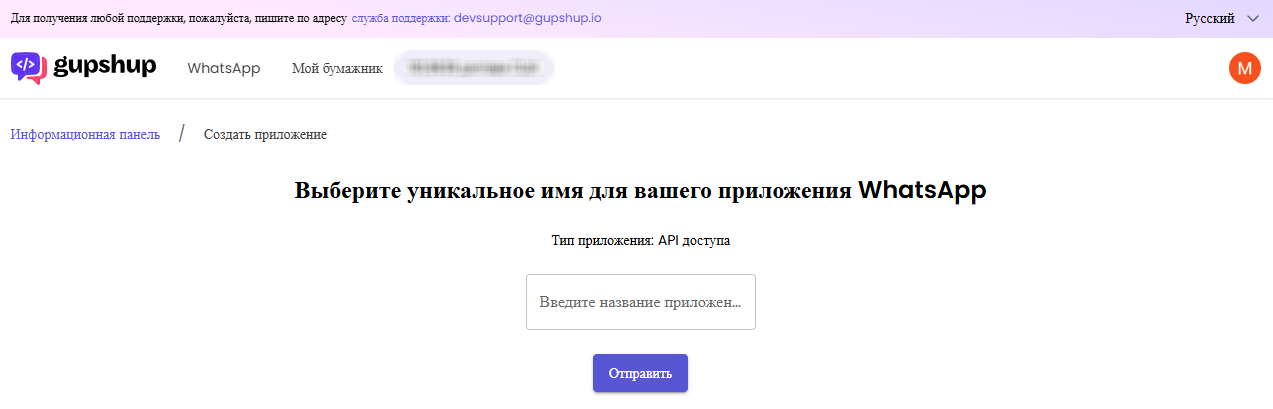 Для получения любой поддержки, пожалуйста, пишите по адресу служба поддержки: devsupport@gupshup.io
Русский
</> gupshup
WhatsApp
Мой бумажник
M
Информационная панель / Создать приложение
Выберите уникальное имя для вашего приложения WhatsApp
Тип приложения: API доступа
Введите название приложен...
Отправить